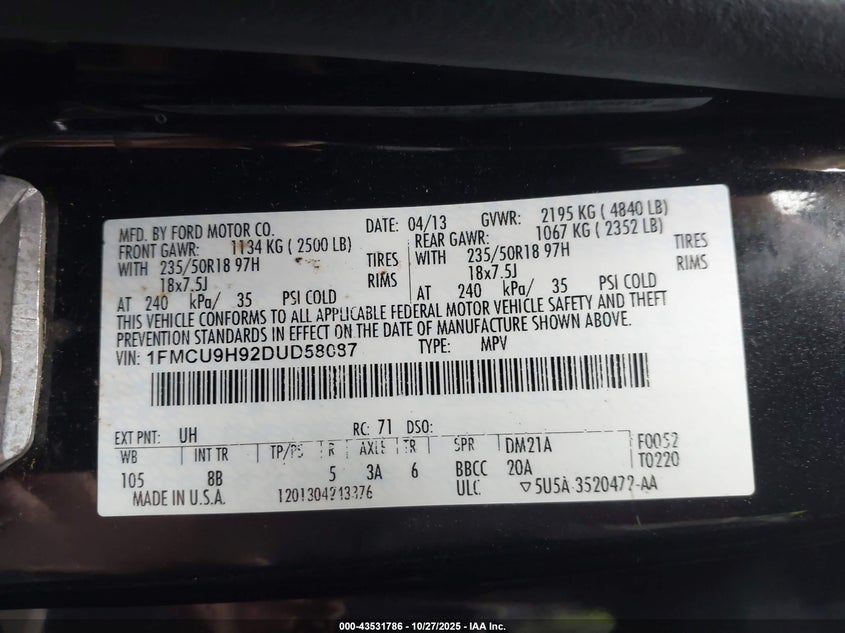 MFD. BY FORD MOTOR CO. DATE: 04/13 GVWR: 2195 KG ( 4840 LB)
FRONT GAWR: 1134 KG ( 2500 LB) REAR GAWR: 1067 KG ( 2352 LB)
WITH 235/50R18 97H TIRES WITH 235/50R18 97H TIRES
18x7.5J RIMS 18x7.5J RIMS
AT 240 kPa/ 35 PSI COLD AT 240 kPa/ 35 PSI COLD
THIS VEHICLE CONFORMS TO ALL APPLICABLE FEDERAL MOTOR VEHICLE SAFETY AND THEFT
PREVENTION STANDARDS IN EFFECT ON THE DATE OF MANUFACTURE SHOWN ABOVE.
VIN: 1FMCU9H92DUD58087 TYPE: MPV
EXT PNT: UH RC: 71 DSO:
WB INT TR TP/PS R AXLE TR SPR DM21A F0052
105 8B 5 3A 6 BBCC 20A T0220
MADE IN U.S.A. ULC ▽5U5A 3520472-AA
000-43531786 - 10/27/2025 - IAA Inc.